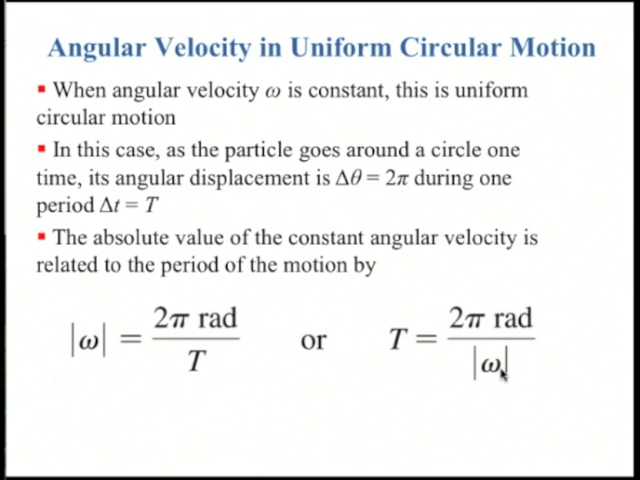 Angular Velocity in Uniform Circular Motion
▪ When angular velocity ω is constant, this is uniform
circular motion
▪ In this case, as the particle goes around a circle one
time, its angular displacement is Δθ = 2π during one
period Δt = T
▪ The absolute value of the constant angular velocity is
related to the period of the motion by
|ω| = 2π rad / T or T = 2π rad / |ω|